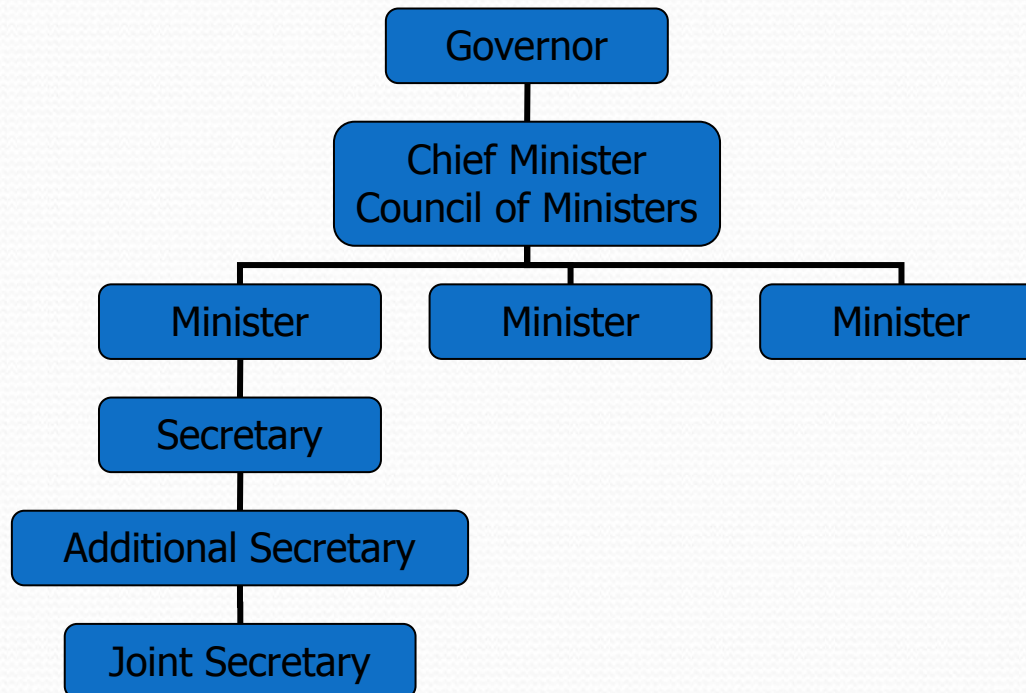 Governor
Chief Minister
Council of Ministers
Minister
Minister
Minister
Secretary
Additional Secretary
Joint Secretary